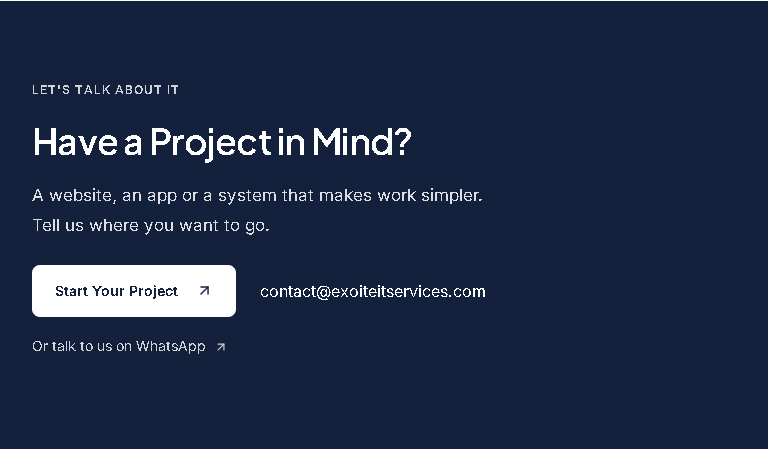 LET'S TALK ABOUT IT
Have a Project in Mind?
A website, an app or a system that makes work simpler.
Tell us where you want to go.
Start Your Project
contact@exoiteitservices.com
Or talk to us on WhatsApp